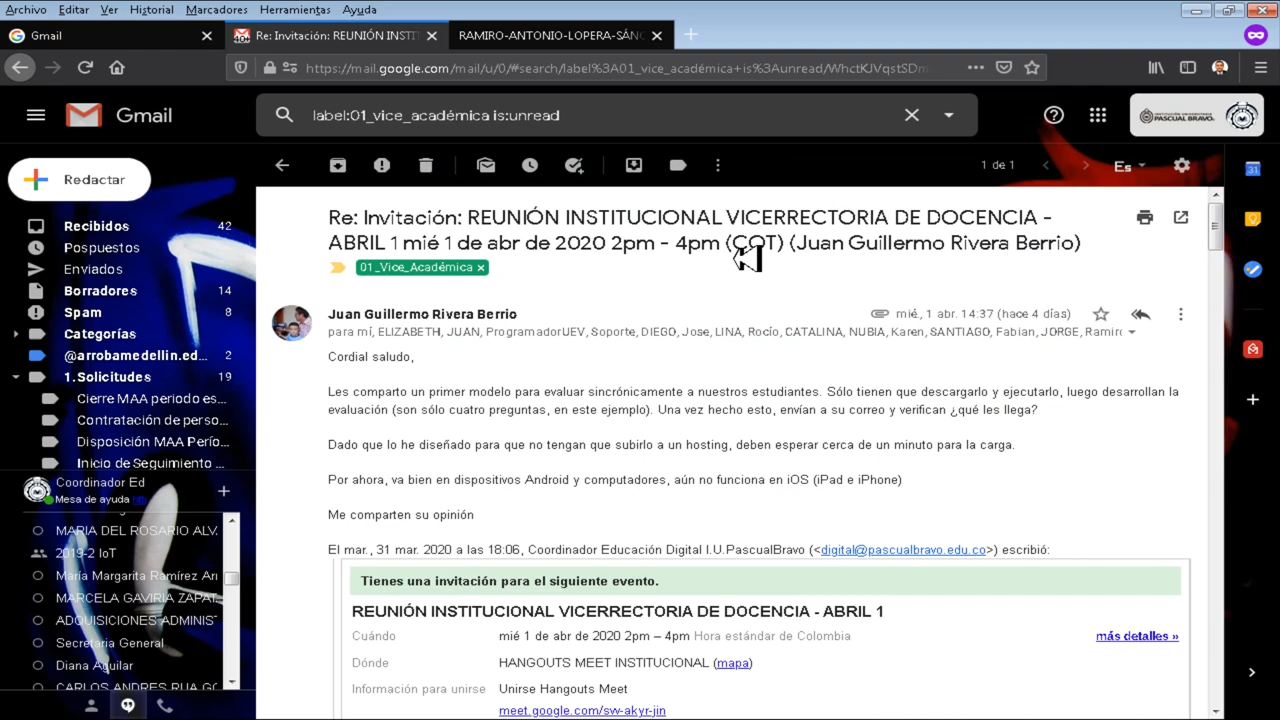 Archivo Editar Ver Historial Marcadores Herramientas Ayuda
Gmail
Re: Invitación: REUNIÓN INSTIT
RAMIRO-ANTONIO-LOPERA-SÁNC
https://mail.google.com/mail/u/0/#search/label%3A01_vice_académica+is%3Aunread/WhctKJVqstSDm
Gmail
label:01_vice_académica is:unread
PASCUAL BRAVO
Redactar
1 de 1
Es
Recibidos 42
Pospuestos
Enviados
Borradores 14
Spam 8
Categorías
@arrobamedellin.ed... 2
1.Solicitudes 19
Cierre MAA periodo es...
Contratación de perso...
Disposición MAA Perío...
Inicio de Seguimiento ...
Coordinador Ed
Mesa de ayuda
MARIA DEL ROSARIO ALV
2019-2 IoT
María Margarita Ramírez Ari
MARCELA GAVIRIA ZAPAT
ADQUISICIONES ADMINIST
Secretaria General
Diana Aguilar
CARLOS ANDRES RUA GO
Re: Invitación: REUNIÓN INSTITUCIONAL VICERRECTORIA DE DOCENCIA -
ABRIL 1 mié 1 de abr de 2020 2pm - 4pm (COT) (Juan Guillermo Rivera Berrio)
01_Vice_Académica x
Juan Guillermo Rivera Berrio
mié, 1 abr. 14:37 (hace 4 días)
para mí, ELIZABETH, JUAN, ProgramadorUEV, Soporte, DIEGO, Jose, LINA, Rocío, CATALINA, NUBIA, Karen, SANTIAGO, Fabian, JORGE, Ramiro
Cordial saludo,
Les comparto un primer modelo para evaluar sincrónicamente a nuestros estudiantes. Sólo tienen que descargarlo y ejecutarlo, luego desarrollan la
evaluación (son sólo cuatro preguntas, en este ejemplo). Una vez hecho esto, envían a su correo y verifican ¿qué les llega?
Dado que lo he diseñado para que no tengan que subirlo a un hosting, deben esperar cerca de un minuto para la carga.
Por ahora, va bien en dispositivos Android y computadores, aún no funciona en iOS (iPad e iPhone)
Me comparten su opinión
El mar., 31 mar. 2020 a las 18:06, Coordinador Educación Digital I.U.PascualBravo (<digital@pascualbravo.edu.co>) escribió:
Tienes una invitación para el siguiente evento.
REUNIÓN INSTITUCIONAL VICERRECTORIA DE DOCENCIA - ABRIL 1
Cuándo mié 1 de abr de 2020 2pm – 4pm Hora estándar de Colombia
más detalles »
Dónde HANGOUTS MEET INSTITUCIONAL (mapa)
Información para unirse Unirse Hangouts Meet
meet.google.com/sw-akyr-jin